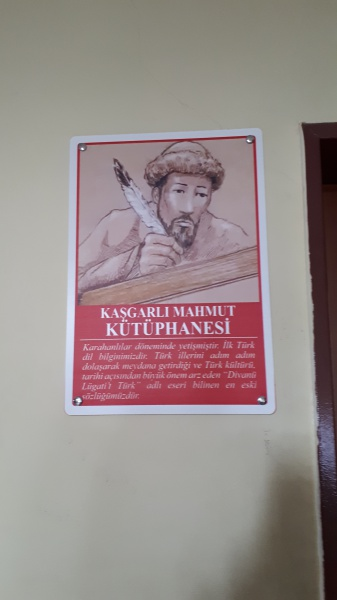 KAŞGARLI MAHMUT
KÜTÜPHANESİ
Karahanlılar döneminde yetişmiştir. İlk Türk
dil bilginimizdir. Türk illerini adım adım
dolaşarak meydana getirdiği ve Türk kültürü,
tarihi açısından büyük önem arz eden "Divanü
Lügati't Türk" adlı eseri bilinen en eski
sözlüğümüzdür.